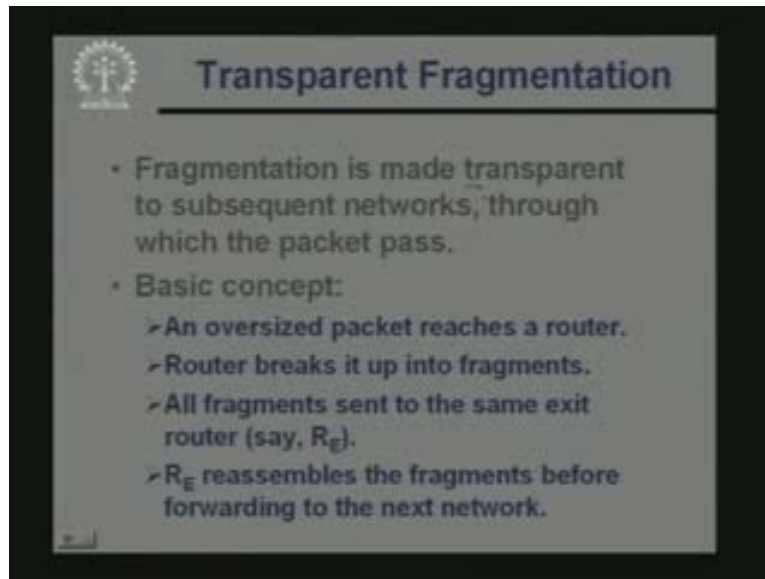 Transparent Fragmentation
• Fragmentation is made transparent
to subsequent networks, through
which the packet pass.
• Basic concept:
➢An oversized packet reaches a router.
➢Router breaks it up into fragments.
➢All fragments sent to the same exit
router (say, R_E).
➢R_E reassembles the fragments before
forwarding to the next network.